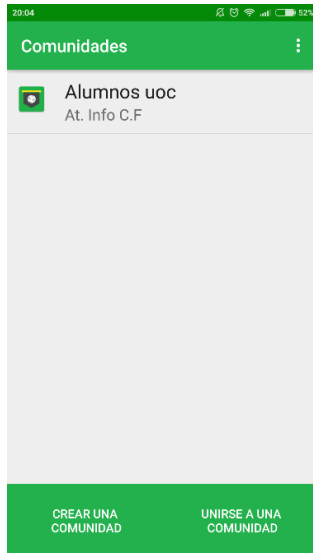 20:04
52%
Comunidades
Alumnos uoc
At. Info C.F
CREAR UNA
COMUNIDAD
UNIRSE A UNA
COMUNIDAD